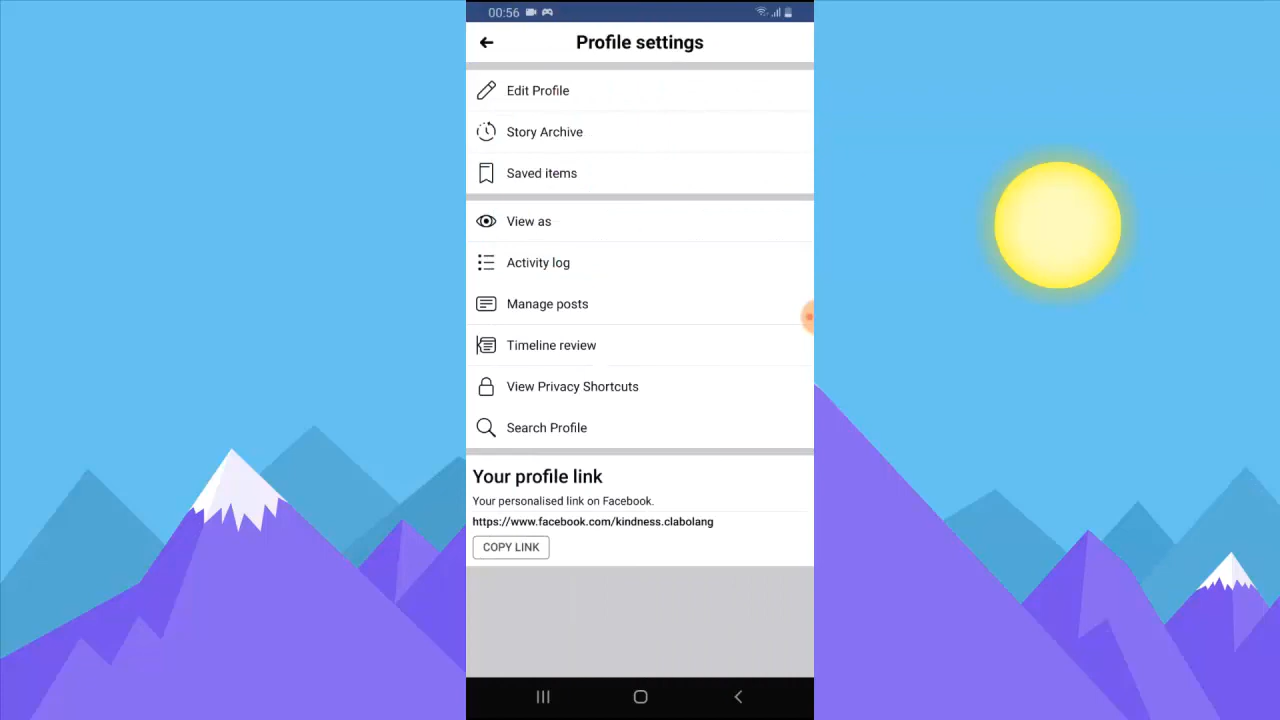 00:56
Profile settings
Edit Profile
Story Archive
Saved items
View as
Activity log
Manage posts
Timeline review
View Privacy Shortcuts
Search Profile
Your profile link
Your personalised link on Facebook.
https://www.facebook.com/kindness.clabolang
COPY LINK